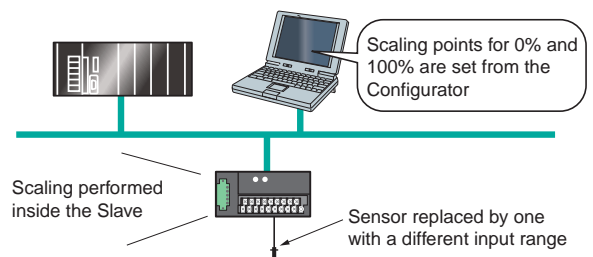 Scaling points for 0% and
100% are set from the
Configurator
Scaling performed
inside the Slave
Sensor replaced by one
with a different input range